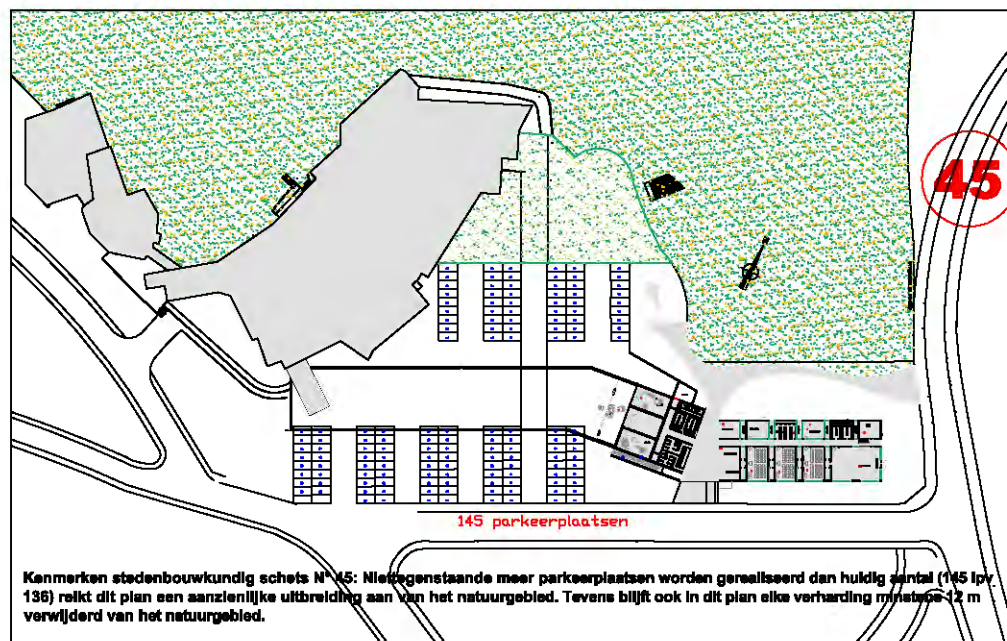 45
145 parkeerplaatsen
Kenmerken stedenbouwkundig schets N° 45: Niettegenstaande meer parkeerplaatsen worden gerealiseerd dan huidig aantal (145 ipv
136) reikt dit plan een aanzienlijke uitbreiding aan van het natuurgebied. Tevens blijft ook in dit plan elke verharding minstens 12 m
verwijderd van het natuurgebied.